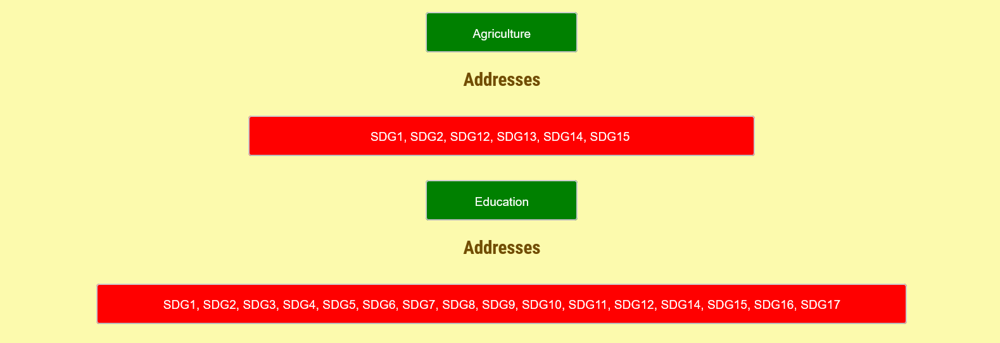 Agriculture
Addresses
SDG1, SDG2, SDG12, SDG13, SDG14, SDG15
Education
Addresses
SDG1, SDG2, SDG3, SDG4, SDG5, SDG6, SDG7, SDG8, SDG9, SDG10, SDG11, SDG12, SDG14, SDG15, SDG16, SDG17